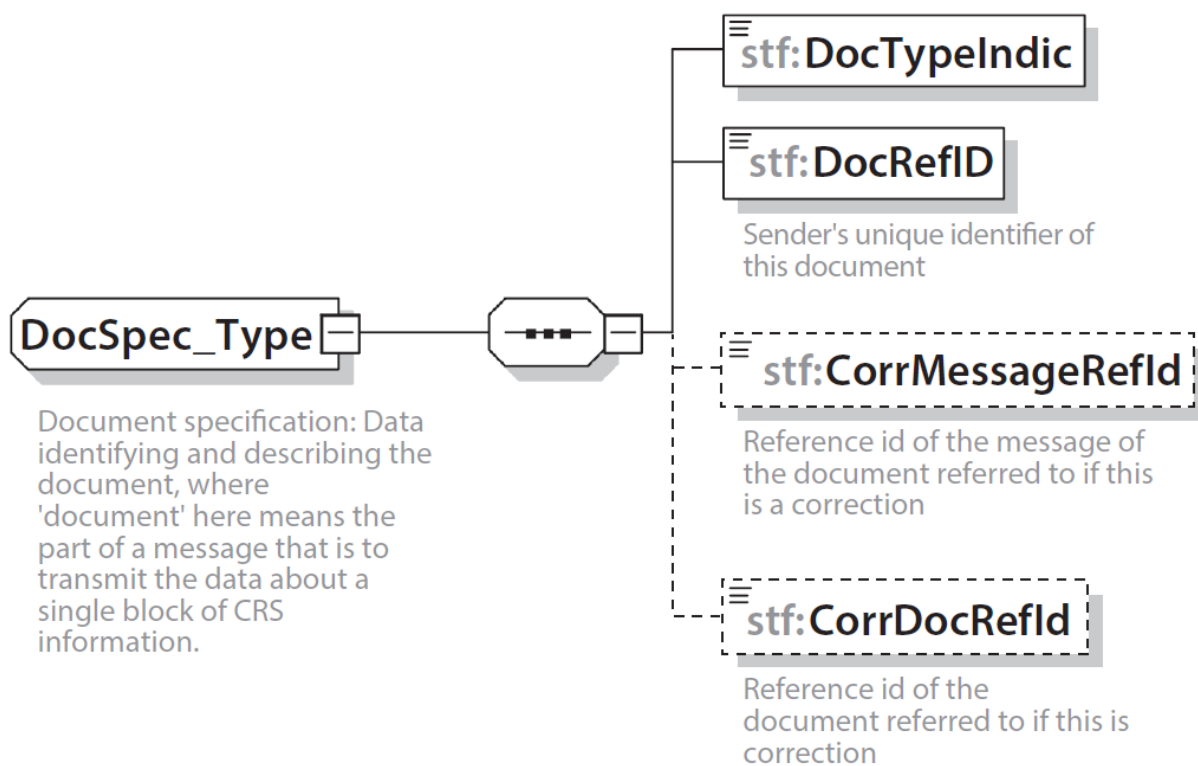 stf:DocTypeIndic
stf:DocRefID
Sender's unique identifier of
this document
DocSpec_Type
Document specification: Data
identifying and describing the
document, where
'document' here means the
part of a message that is to
transmit the data about a
single block of CRS
information.
stf:CorrMessageRefId
Reference id of the message of
the document referred to if this
is a correction
stf:CorrDocRefId
Reference id of the
document referred to if this is
correction